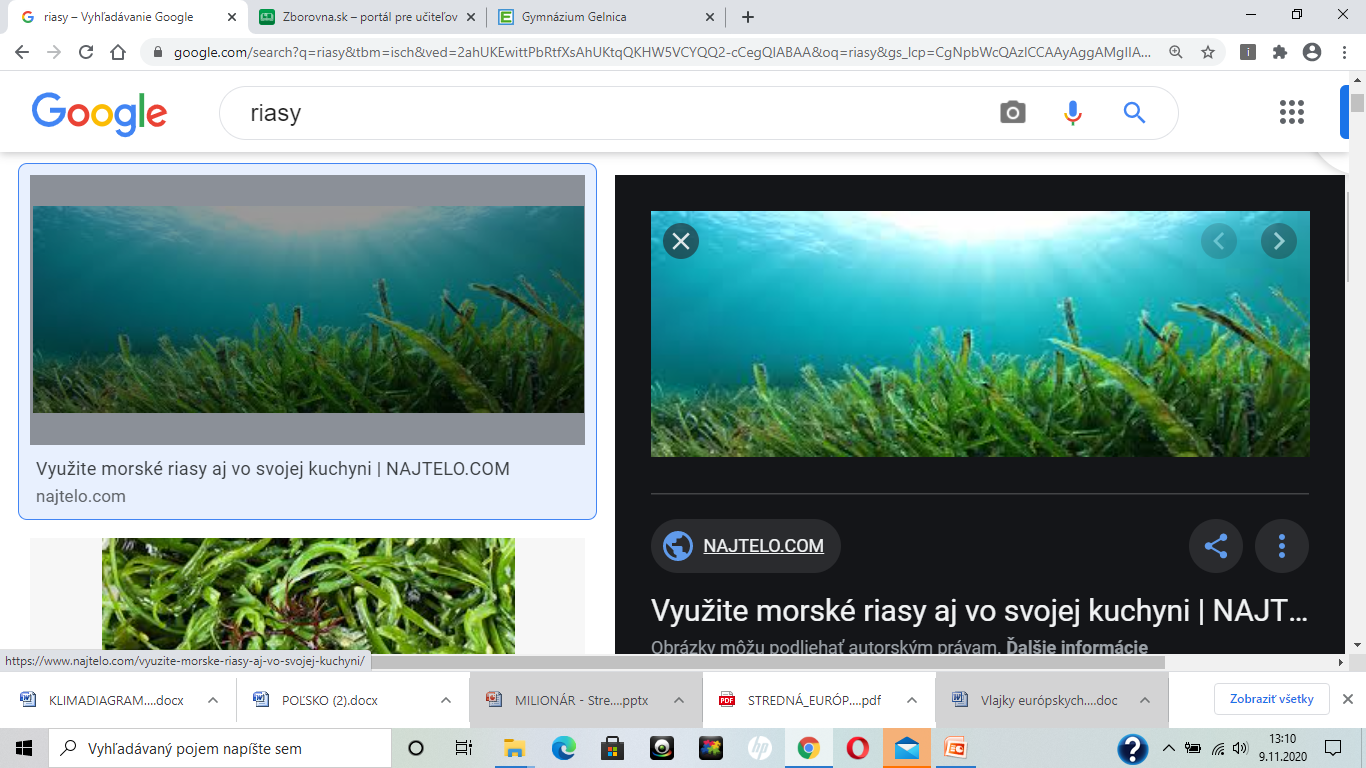 riasy – Vyhľadávanie Google
Zborovna.sk – portál pre učiteľov
Gymnázium Gelnica
google.com/search?q=riasy&tbm=isch&ved=2ahUKEwittPbRtfXsAhUKtqQKHW5VCYQQ2-cCegQIABAA&oq=riasy&gs_lcp=CgNpbWcQAzICCAAyAggAMgIIA...
Google
riasy
Využite morské riasy aj vo svojej kuchyni | NAJTELO.COM
najtelo.com
NAJTELO.COM
Využite morské riasy aj vo svojej kuchyni | NAJT...
Obrázky môžu podliehať autorským právam. Ďalšie informácie
https://www.najtelo.com/vyuzite-morske-riasy-aj-vo-svojej-kuchyni/
KLIMADIAGRAM....docx
POĽSKO (2).docx
MILIONÁR - Stre....pptx
STREDNÁ_EURÓP....pdf
Vlajky európskych....doc
Zobraziť všetky
Vyhľadávaný pojem napíšte sem
13:10
9.11.2020